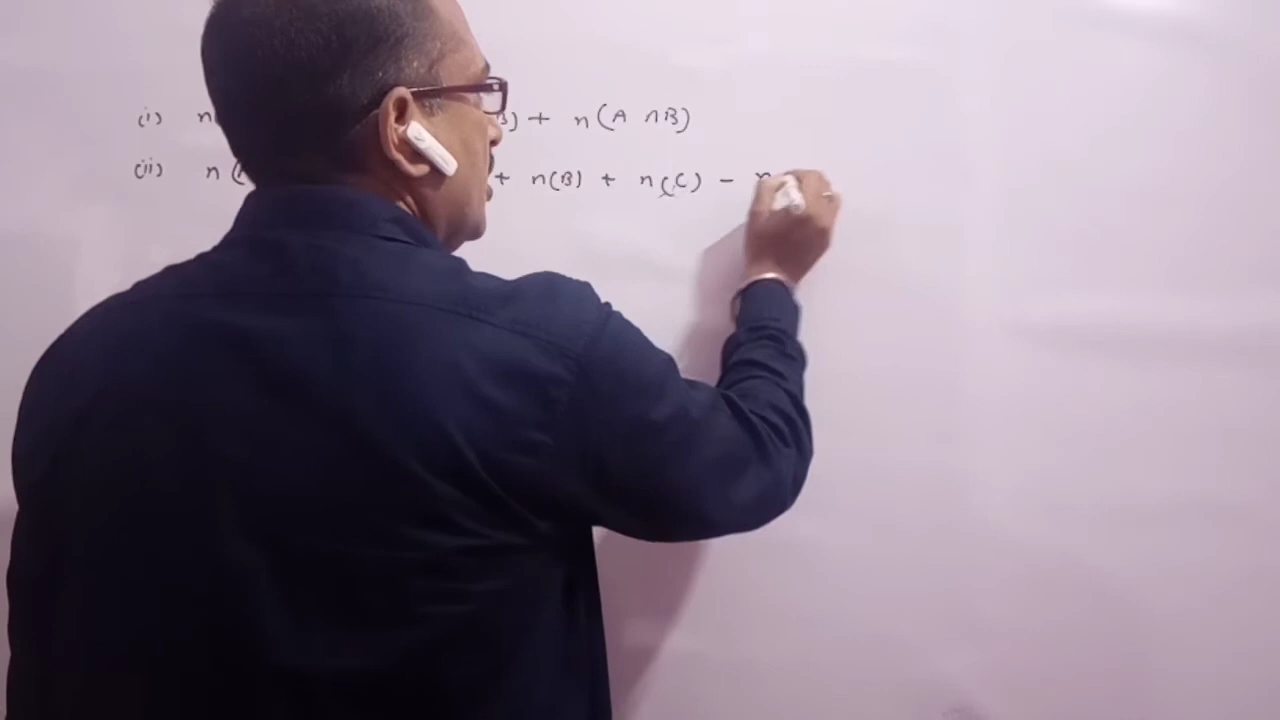 (i) n B) + n(A ∩B)
(ii) n( + n(B) + n(C) - n